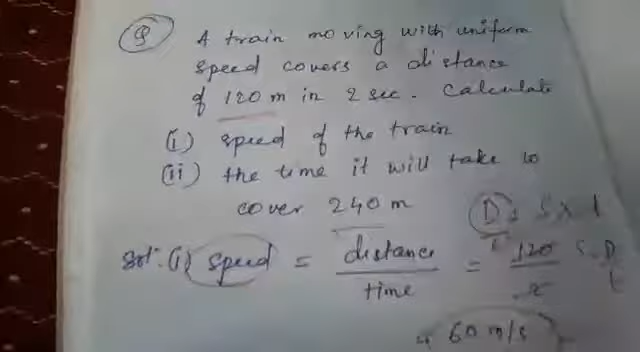 Q A train moving with uniform
speed covers a distance
of 120 m in 2 sec. Calculate
(i) speed of the train
(ii) the time it will take to
cover 240 m
D = S x t
Sol: (i) speed = distance / time = 120 / 2
S = D / t
= 60 m/s